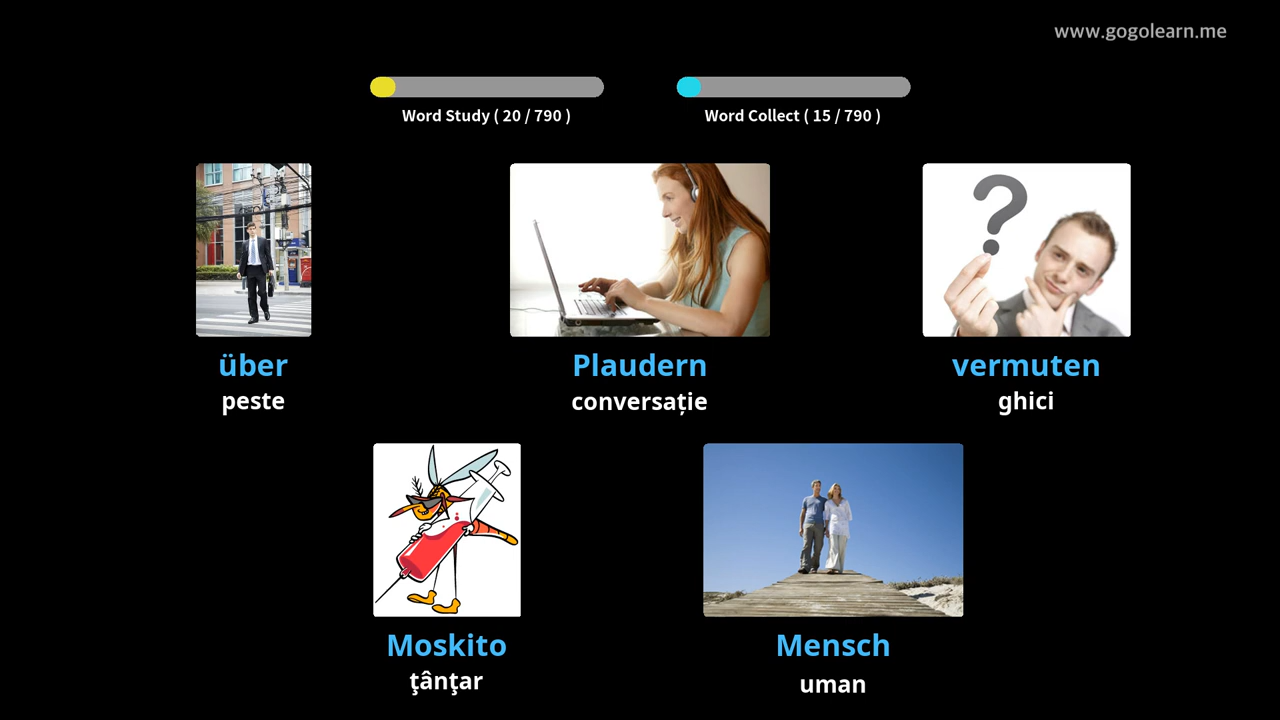 www.gogolearn.me
Word Study ( 20 / 790 )
Word Collect ( 15 / 790 )
über
peste
Plaudern
conversație
vermuten
ghici
Moskito
ţânţar
Mensch
uman